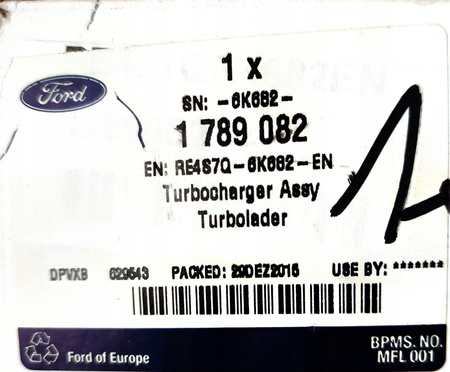 Ford
1 x
SN: -6K682-
1 789 082
EN: RE4S7Q-6K682-EN
Turbocharger Assy
Turbolader
DPVXB 629543 PACKED: 29DEZ2015 USE BY: *******
Ford of Europe
BPMS. NO.
MFL 001